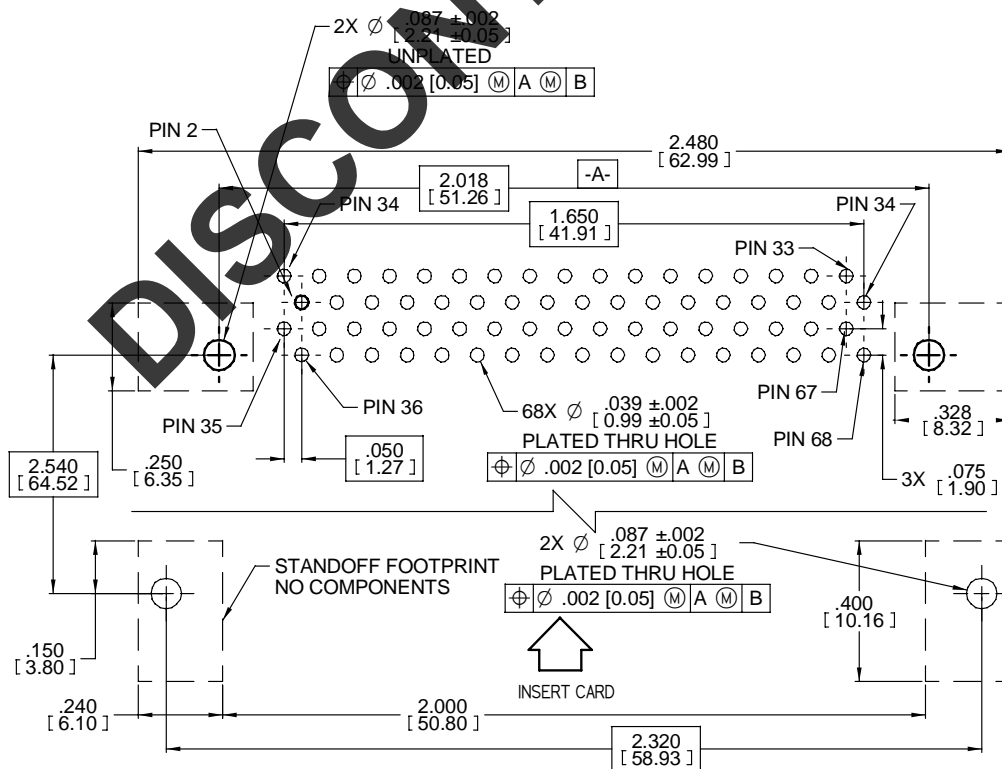 DISCON
2X Ø .087 ±.002
[ 2.21 ±0.05 ]
UNPLATED
⌖ Ø .002 [0.05] Ⓜ A Ⓜ B
PIN 2
2.480
[ 62.99 ]
2.018
[ 51.26 ]
-A-
PIN 34
1.650
[ 41.91 ]
PIN 34
PIN 33
PIN 35
PIN 36
68X Ø .039 ±.002
[ 0.99 ±0.05 ]
PLATED THRU HOLE
⌖ Ø .002 [0.05] Ⓜ A Ⓜ B
PIN 67
PIN 68
.328
[ 8.32 ]
2.540
[ 64.52 ]
.250
[ 6.35 ]
.050
[ 1.27 ]
3X .075
[ 1.90 ]
2X Ø .087 ±.002
[ 2.21 ±0.05 ]
PLATED THRU HOLE
⌖ Ø .002 [0.05] Ⓜ A Ⓜ B
STANDOFF FOOTPRINT
NO COMPONENTS
.400
[ 10.16 ]
.150
[ 3.80 ]
INSERT CARD
.240
[ 6.10 ]
2.000
[ 50.80 ]
2.320
[ 58.93 ]